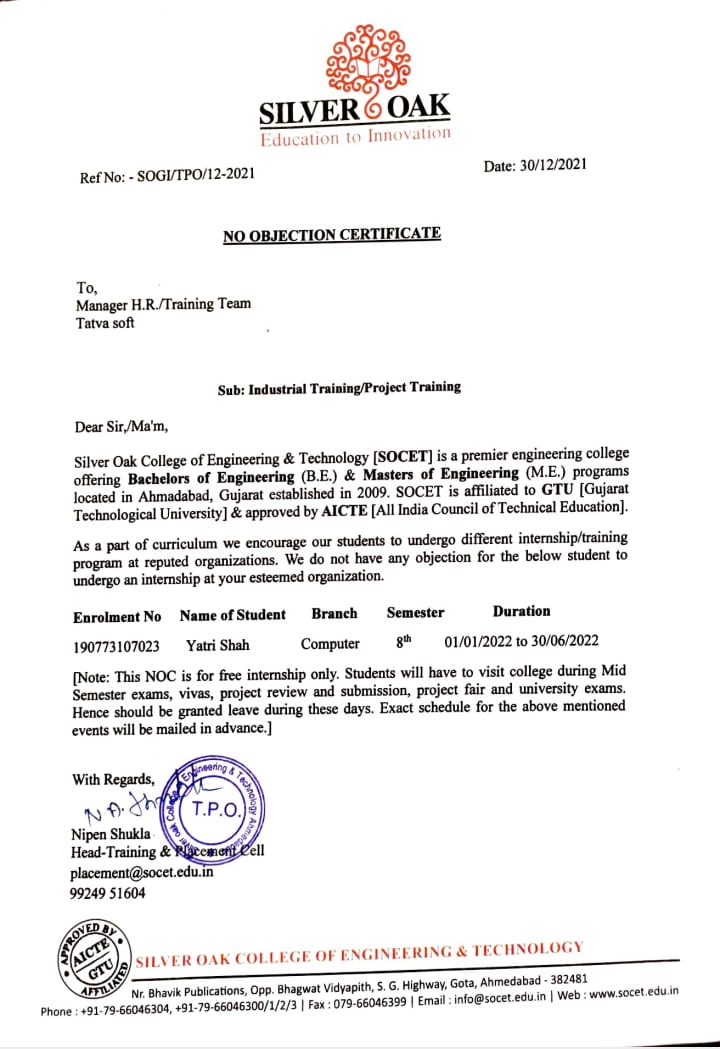 SILVER OAK
Education to Innovation
Ref No: - SOGI/TPO/12-2021
Date: 30/12/2021
NO OBJECTION CERTIFICATE
To,
Manager H.R./Training Team
Tatva soft
Sub: Industrial Training/Project Training
Dear Sir,/Ma'm,
Silver Oak College of Engineering & Technology [SOCET] is a premier engineering college
offering Bachelors of Engineering (B.E.) & Masters of Engineering (M.E.) programs
located in Ahmadabad, Gujarat established in 2009. SOCET is affiliated to GTU [Gujarat
Technological University] & approved by AICTE [All India Council of Technical Education].
As a part of curriculum we encourage our students to undergo different internship/training
program at reputed organizations. We do not have any objection for the below student to
undergo an internship at your esteemed organization.
Enrolment No Name of Student Branch Semester Duration
190773107023 Yatri Shah Computer 8th 01/01/2022 to 30/06/2022
[Note: This NOC is for free internship only. Students will have to visit college during Mid
Semester exams, vivas, project review and submission, project fair and university exams.
Hence should be granted leave during these days. Exact schedule for the above mentioned
events will be mailed in advance.]
With Regards,
Silver Oak College of Engineering & Technology Ahmedabad
T.P.O.
Nipen Shukla
Head-Training & Placement Cell
placement@socet.edu.in
99249 51604
APPROVED BY
AICTE
GTU
AFFILIATED
SILVER OAK COLLEGE OF ENGINEERING & TECHNOLOGY
Nr. Bhavik Publications, Opp. Bhagwat Vidyapith, S. G. Highway, Gota, Ahmedabad - 382481
Phone : +91-79-66046304, +91-79-66046300/1/2/3 | Fax : 079-66046399 | Email : info@socet.edu.in | Web : www.socet.edu.in